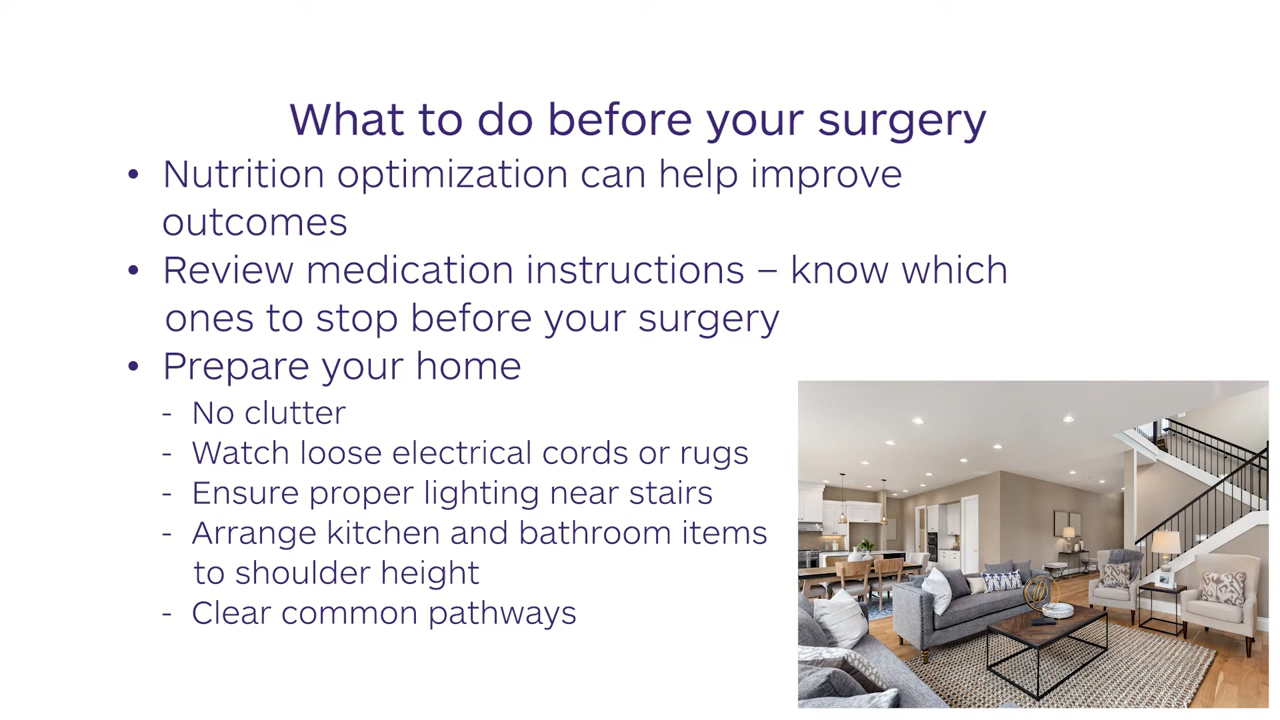 What to do before your surgery
• Nutrition optimization can help improve
outcomes
• Review medication instructions – know which
ones to stop before your surgery
• Prepare your home
- No clutter
- Watch loose electrical cords or rugs
- Ensure proper lighting near stairs
- Arrange kitchen and bathroom items
to shoulder height
- Clear common pathways